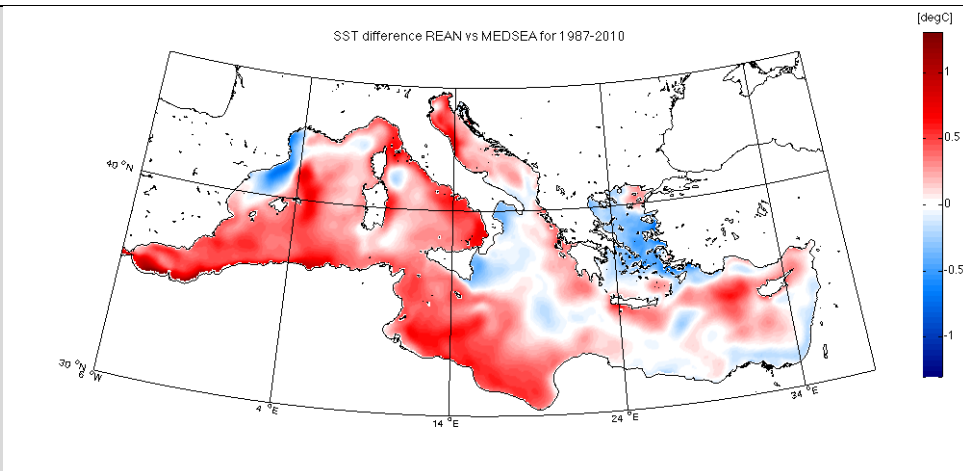 [degC]
SST difference REAN vs MEDSEA for 1987-2010
1
0.5
0
-0.5
-1
40 °N
30 °N
6 °W
4 °E
14 °E
24 °E
34 °E